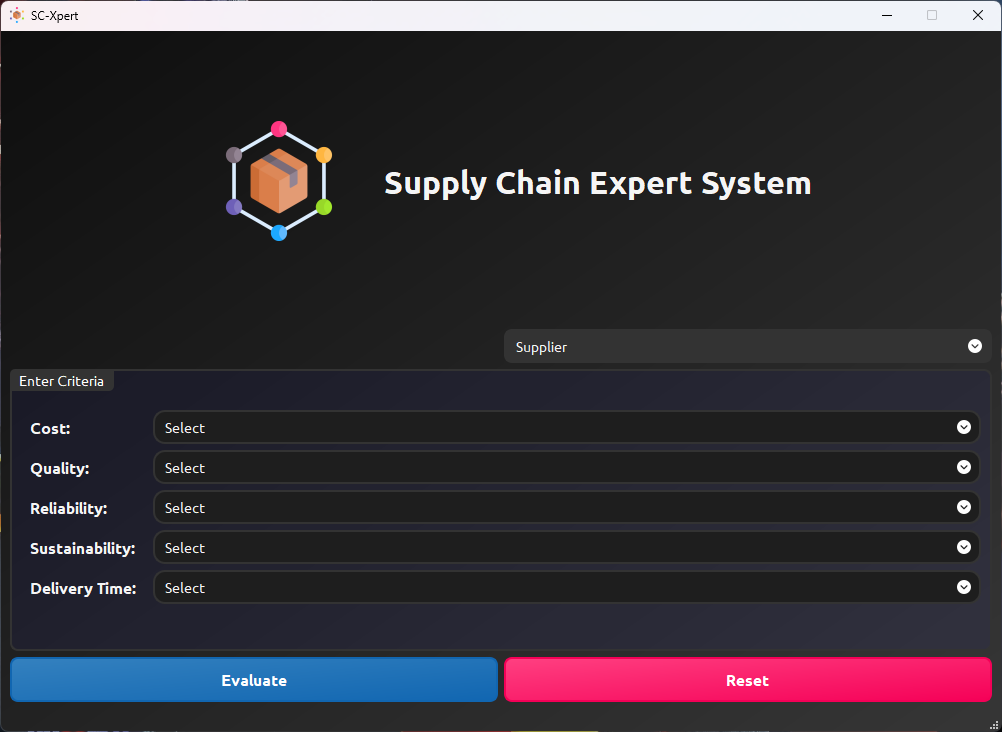 SC-Xpert
Supply Chain Expert System
Supplier
Enter Criteria
Cost: Select
Quality: Select
Reliability: Select
Sustainability: Select
Delivery Time: Select
Evaluate Reset